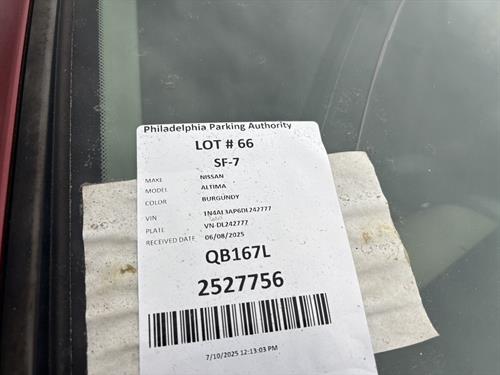 Philadelphia Parking Authority
LOT # 66
SF-7
MAKE NISSAN
MODEL ALTIMA
COLOR BURGUNDY
VIN 1N4AL3AP6DL242777
PLATE VN-DL242777
RECEIVED DATE 06/08/2025
QB167L
2527756
7/10/2025 12:13:03 PM